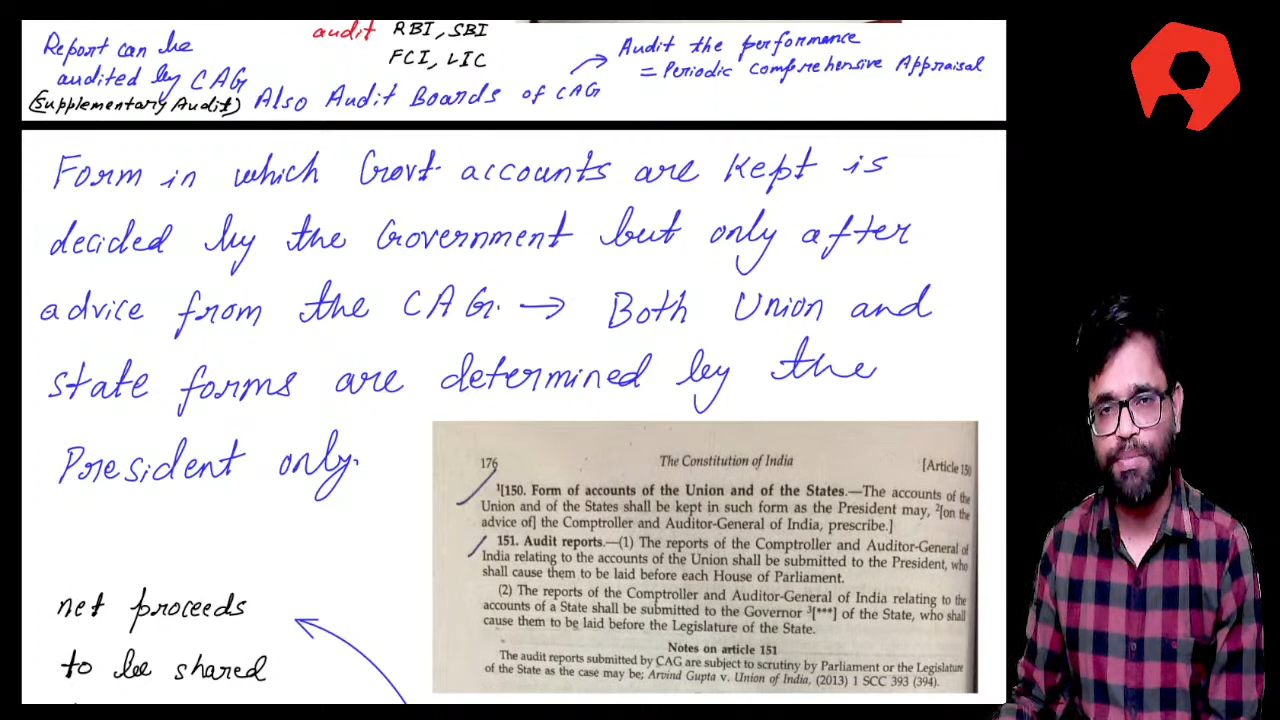 Report can be
audited by CAG
(Supplementary Audit)
audit RBI, SBI
FCI, LIC
Also Audit Boards of CAG
Audit the performance
= Periodic comprehensive Appraisal
Form in which Govt. accounts are kept is
decided by the Government but only after
advice from the CAG. → Both Union and
state forms are determined by the
President only.
176 The Constitution of India [Article 150
¹[150. Form of accounts of the Union and of the States.—The accounts of the
Union and of the States shall be kept in such form as the President may, ²[on the
advice of] the Comptroller and Auditor-General of India, prescribe.]
151. Audit reports.—(1) The reports of the Comptroller and Auditor-General of
India relating to the accounts of the Union shall be submitted to the President, who
shall cause them to be laid before each House of Parliament.
(2) The reports of the Comptroller and Auditor-General of India relating to the
accounts of a State shall be submitted to the Governor ³[***] of the State, who shall
cause them to be laid before the Legislature of the State.
Notes on article 151
The audit reports submitted by CAG are subject to scrutiny by Parliament or the Legislature
of the State as the case may be; Arvind Gupta v. Union of India, (2013) 1 SCC 393 (394).
net proceeds
to be shared